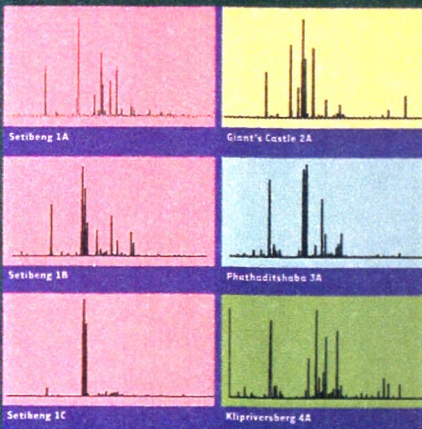 Setibeng 1A
Giant's Castle 2A
Setibeng 1B
Phuthaditshaba 3A
Setibeng 1C
Klipriversberg 4A